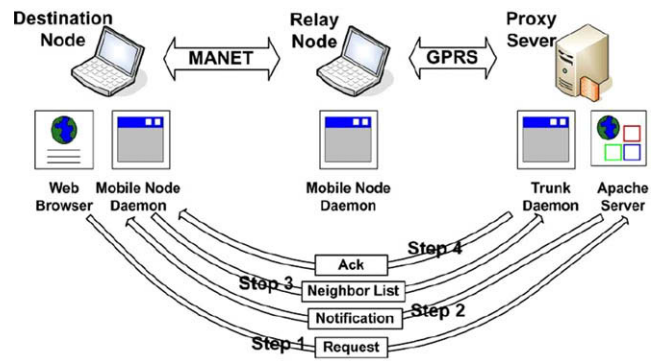 Destination
Node
MANET
Relay
Node
GPRS
Proxy
Sever
Web
Browser
Mobile Node
Daemon
Mobile Node
Daemon
Trunk
Daemon
Apache
Server
Step 4
Ack
Step 3
Neighbor List
Step 2
Notification
Step 1
Request